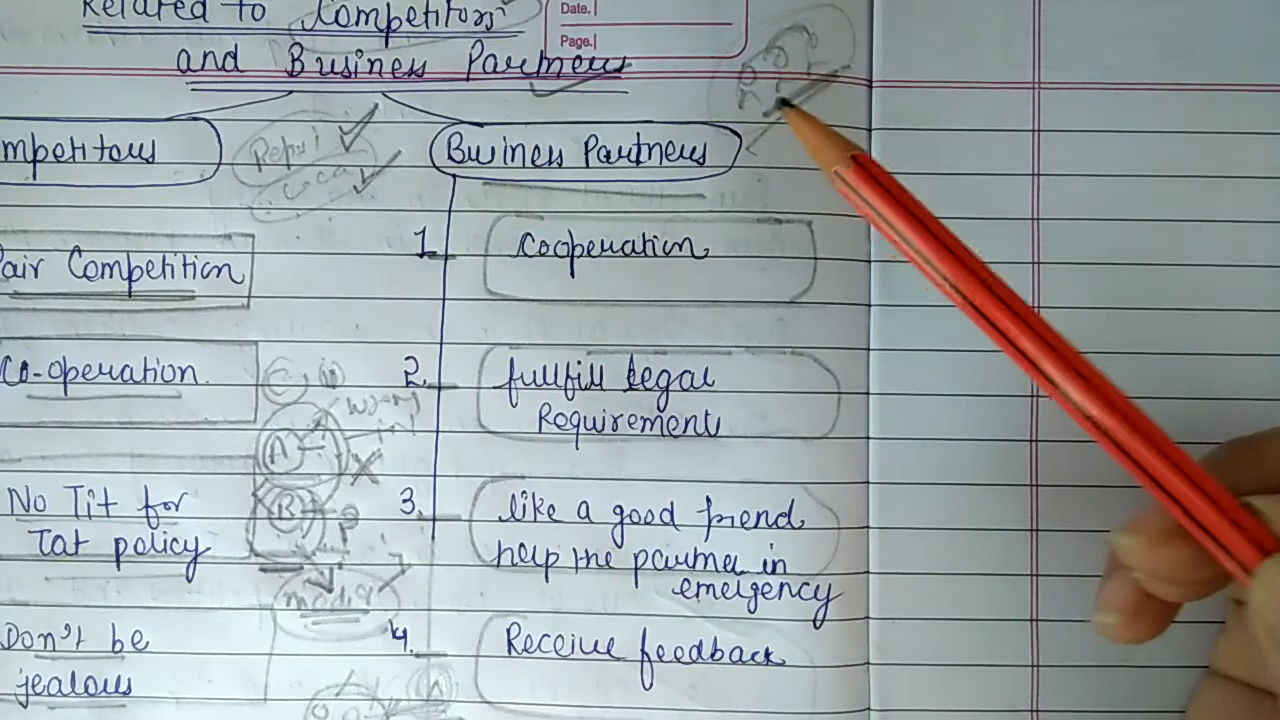 Related to Competitors
and Business Partners
Date.
Page.
mpetitors
Pepsi
coca
Business Partners
air Competition
1.
Cooperation
Co-operation.
2.
fullfill Legal
Requirement
wrong
A
B
No Tit for
Tat policy
3.
like a good friend
help the partner in
emergency
media
Don't be
jealous
4.
Receive feedback